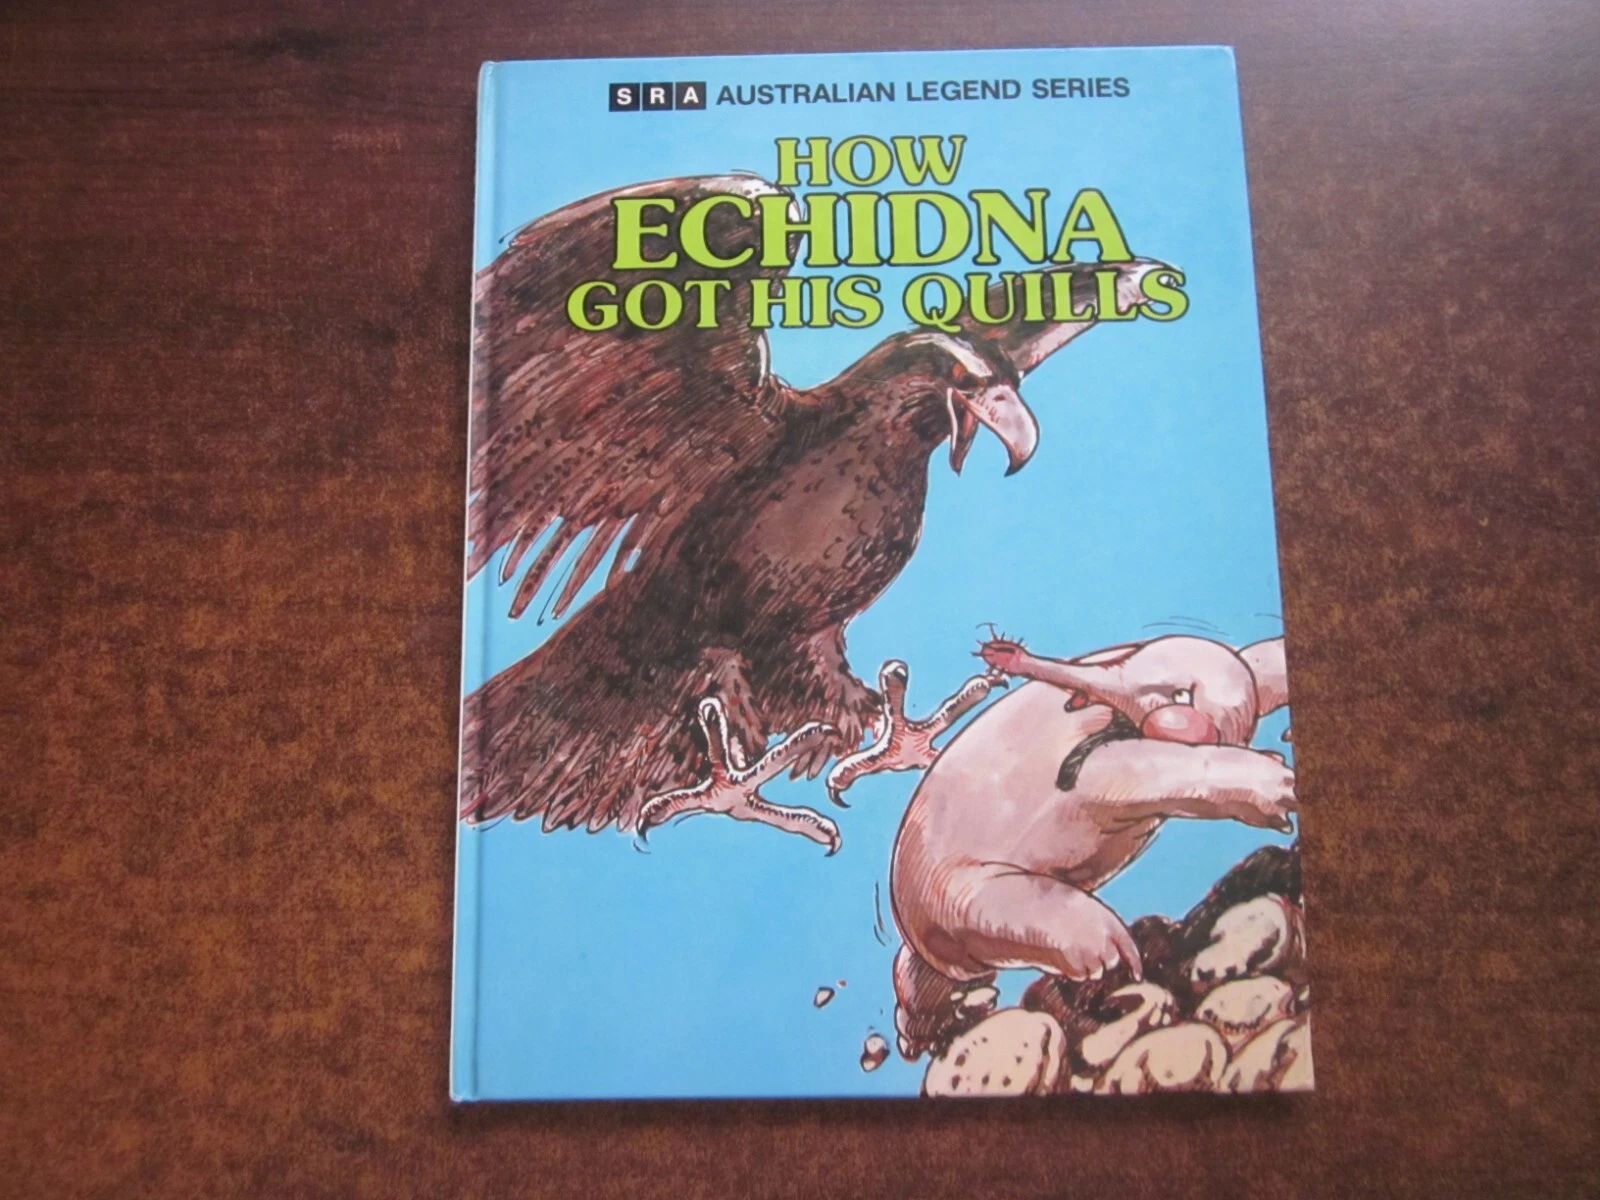 SRA AUSTRALIAN LEGEND SERIES
HOW
ECHIDNA
GOT HIS QUILLS